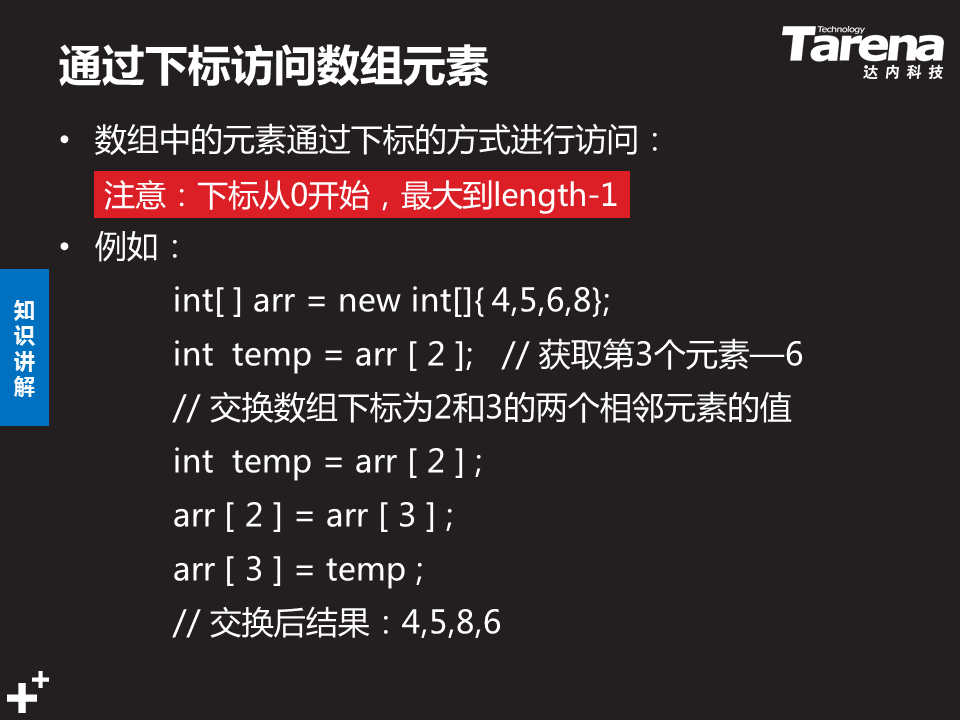 通过下标访问数组元素
Technology
Tarena
达内科技
• 数组中的元素通过下标的方式进行访问：
注意：下标从0开始，最大到length-1
• 例如：
知识讲解
int[ ] arr = new int[]{ 4,5,6,8};
int temp = arr [ 2 ]; // 获取第3个元素—6
// 交换数组下标为2和3的两个相邻元素的值
int temp = arr [ 2 ] ;
arr [ 2 ] = arr [ 3 ] ;
arr [ 3 ] = temp ;
// 交换后结果：4,5,8,6